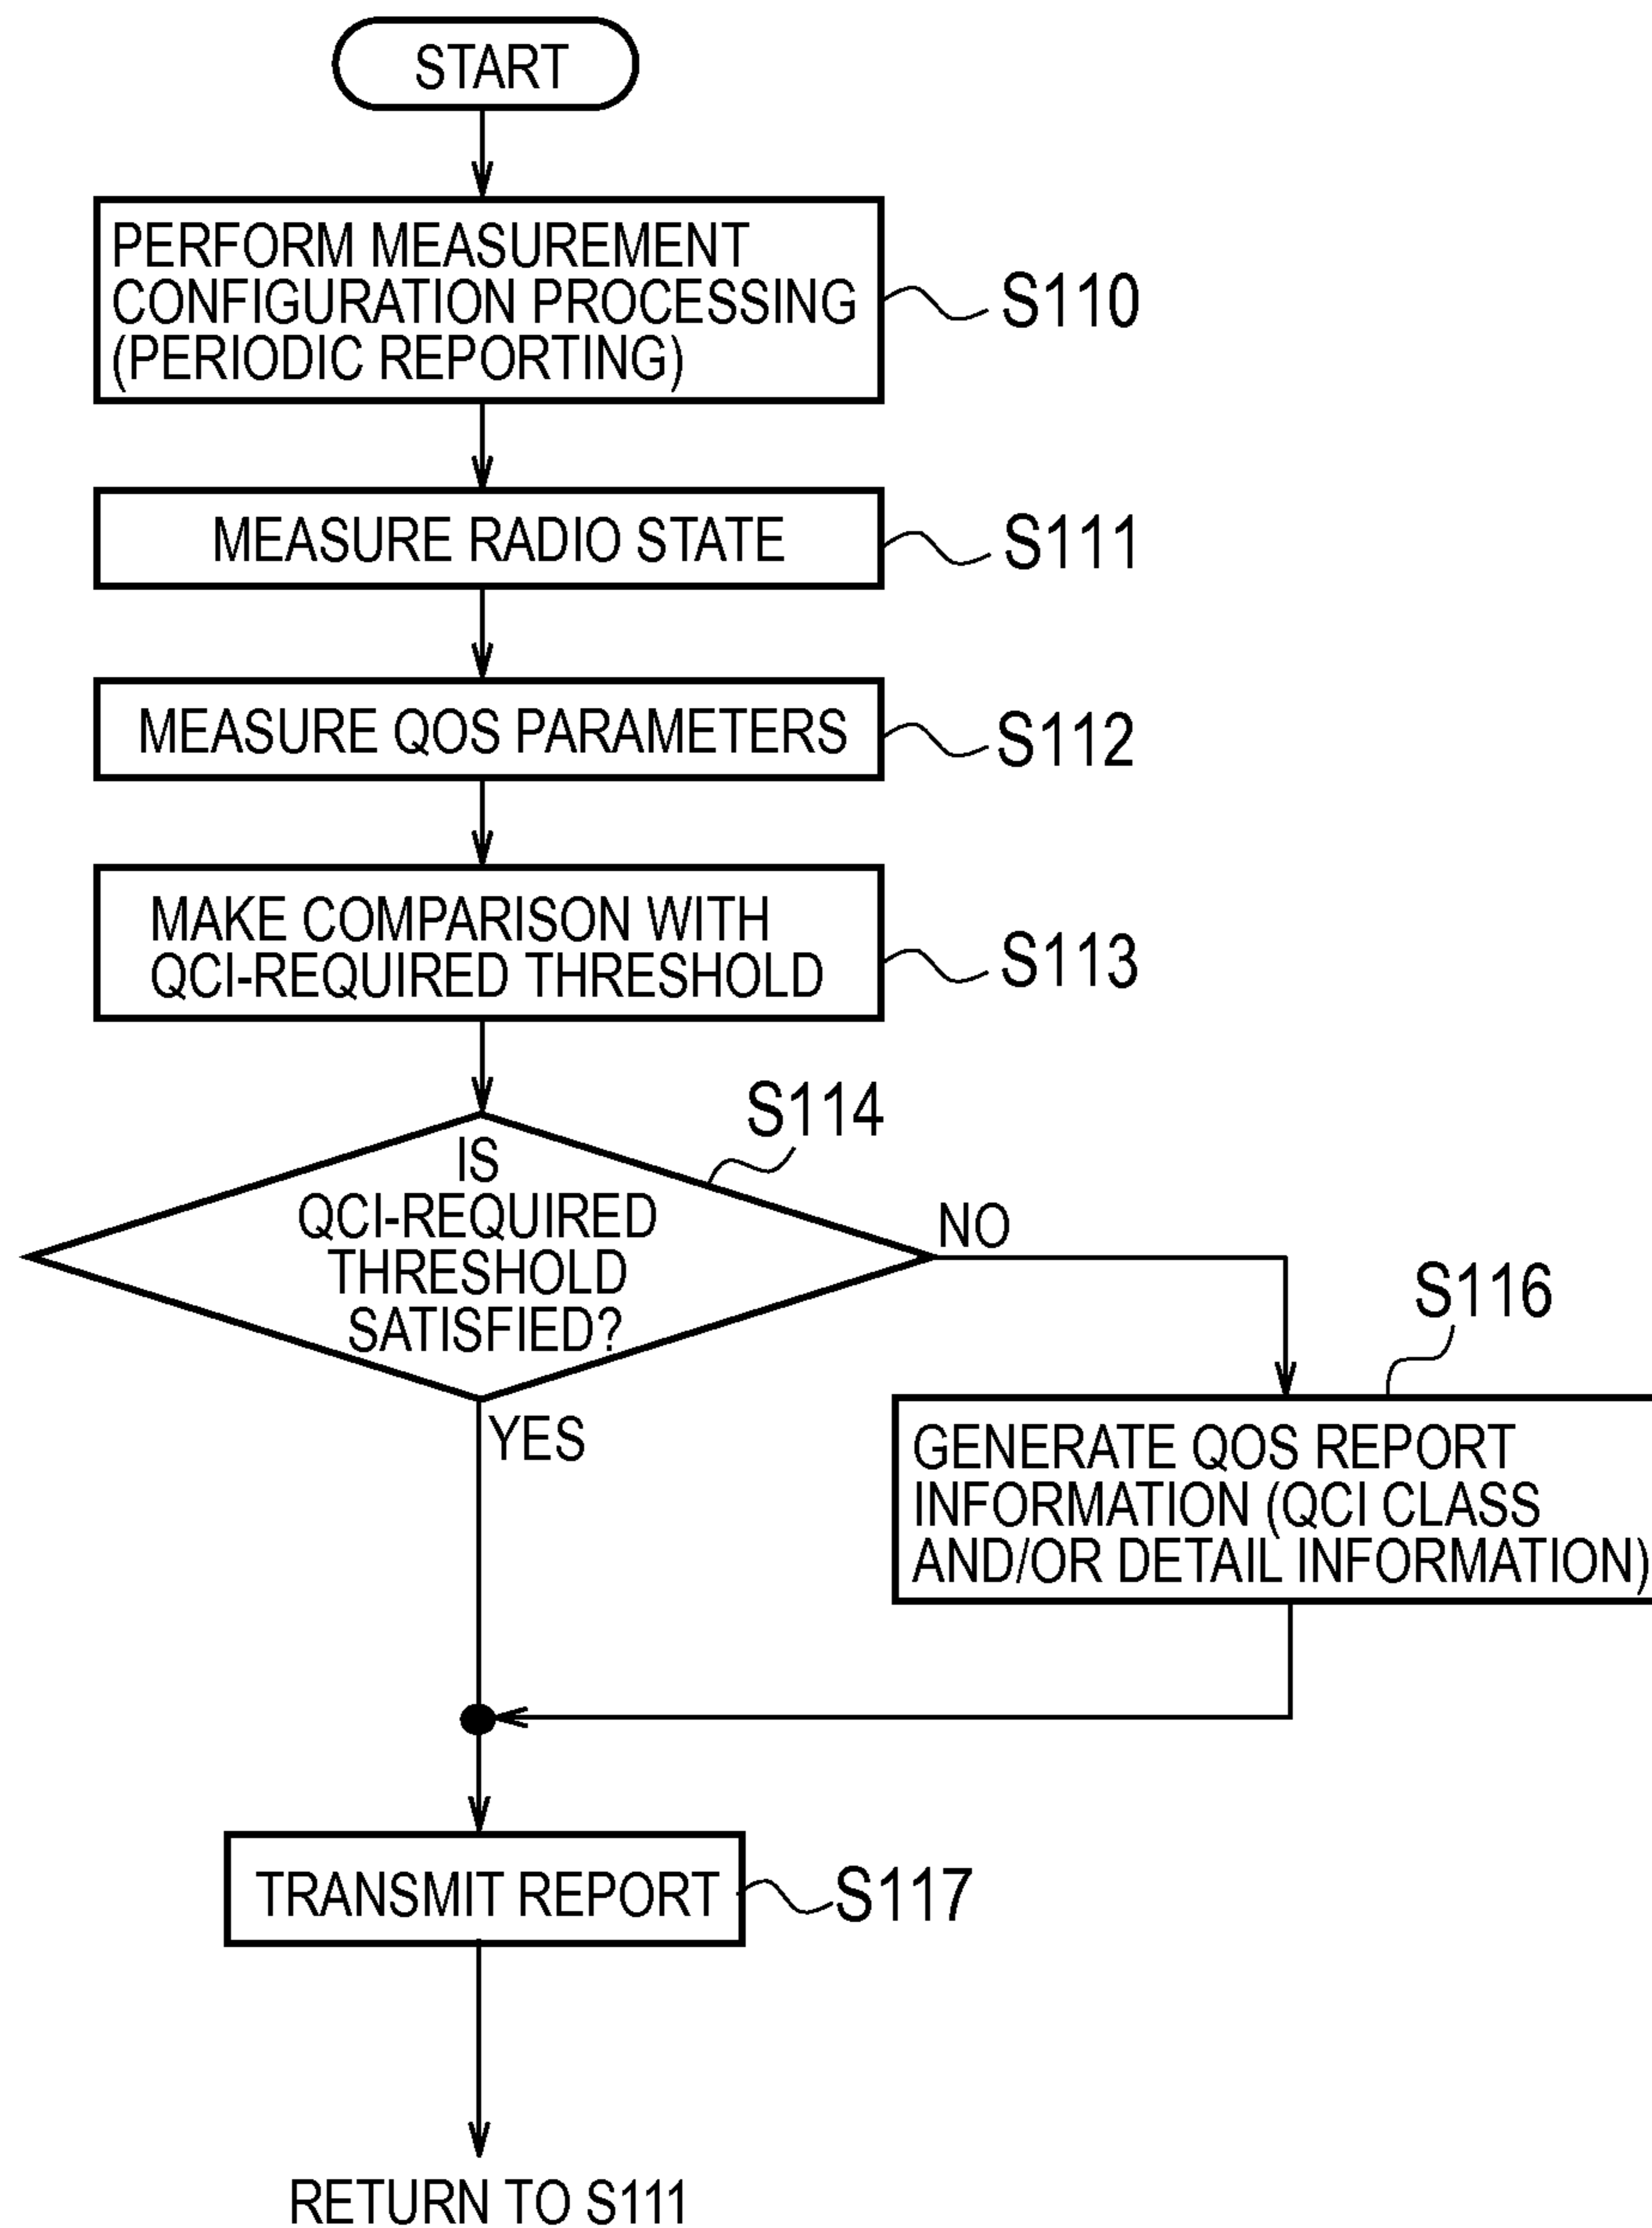 START
PERFORM MEASUREMENT
CONFIGURATION PROCESSING
(PERIODIC REPORTING)
S110
MEASURE RADIO STATE
S111
MEASURE QOS PARAMETERS
S112
MAKE COMPARISON WITH
QCI-REQUIRED THRESHOLD
S113
S114
IS
QCI-REQUIRED
THRESHOLD
SATISFIED?
NO
YES
S116
GENERATE QOS REPORT
INFORMATION (QCI CLASS
AND/OR DETAIL INFORMATION)
TRANSMIT REPORT
S117
RETURN TO S111